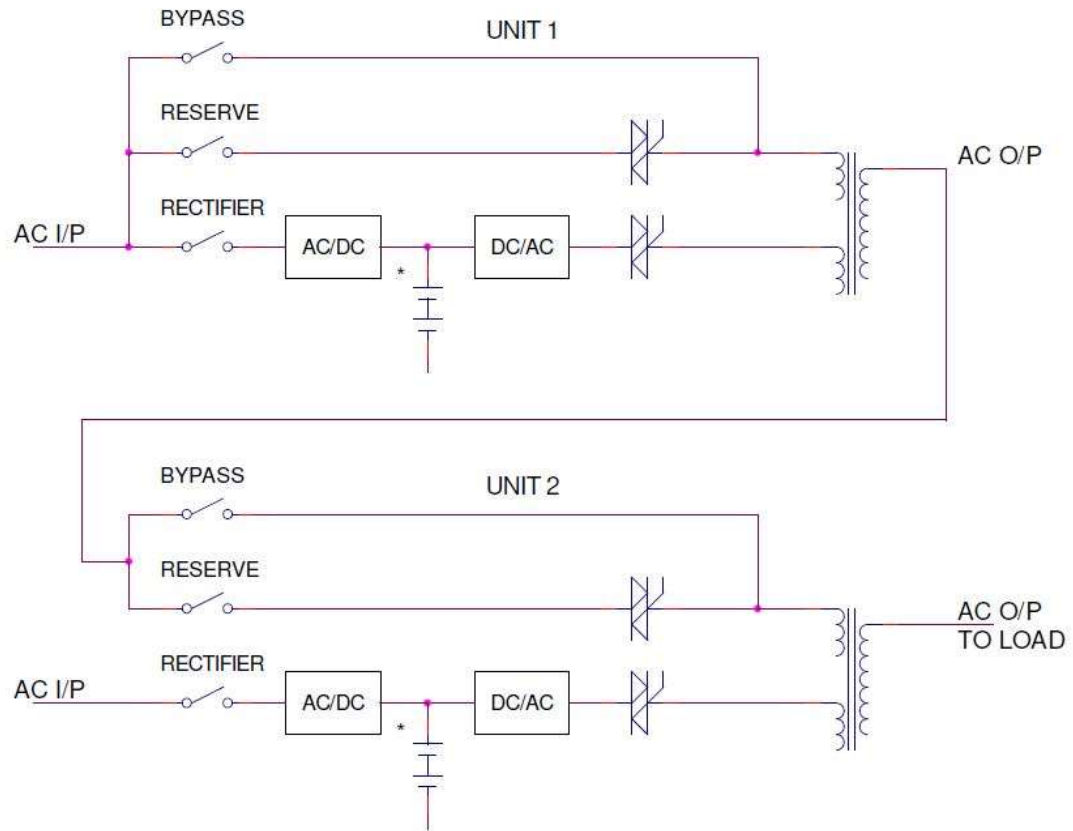 BYPASS
UNIT 1
RESERVE
AC O/P
RECTIFIER
AC I/P
AC/DC
DC/AC
*
BYPASS
UNIT 2
RESERVE
AC O/P
TO LOAD
RECTIFIER
AC I/P
AC/DC
DC/AC
*